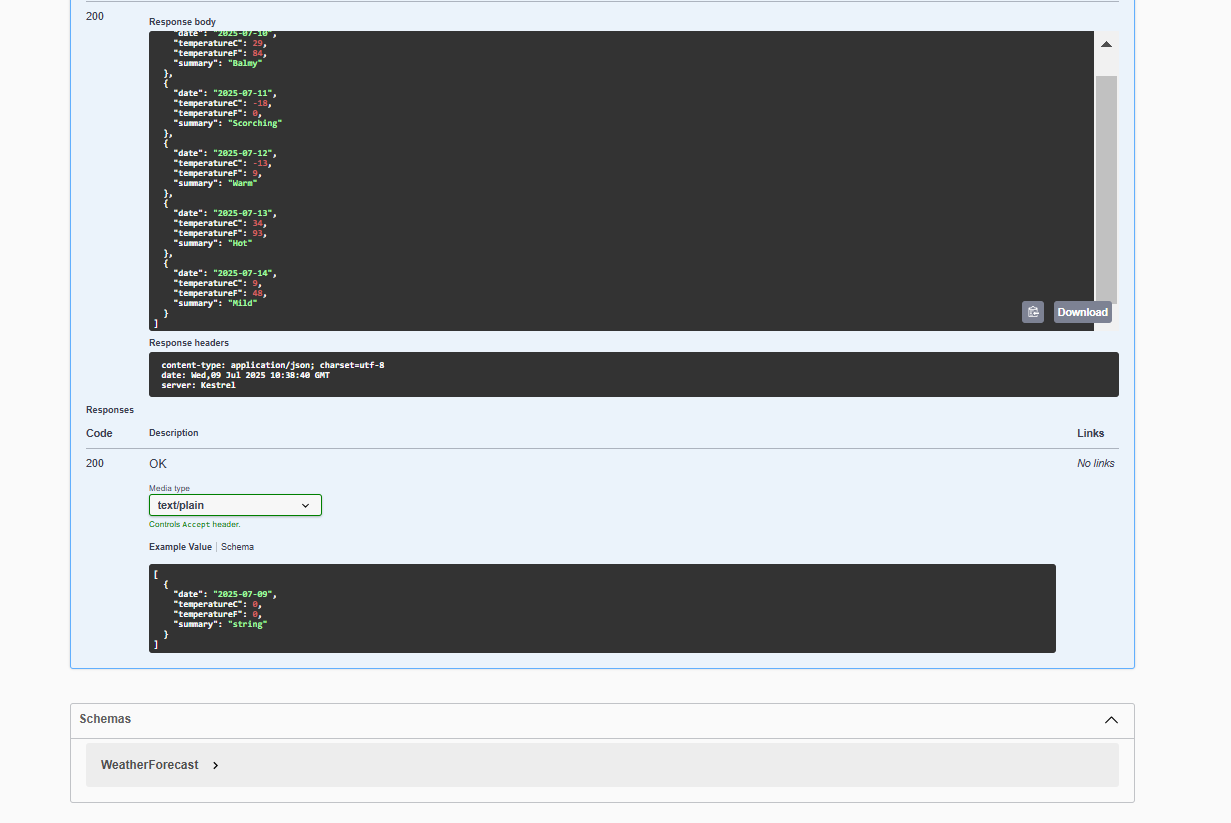 200
Response body
"date": "2025-07-10",
"temperatureC": 29,
"temperatureF": 84,
"summary": "Balmy"
},
{
"date": "2025-07-11",
"temperatureC": -18,
"temperatureF": 0,
"summary": "Scorching"
},
{
"date": "2025-07-12",
"temperatureC": -13,
"temperatureF": 9,
"summary": "Warm"
},
{
"date": "2025-07-13",
"temperatureC": 34,
"temperatureF": 93,
"summary": "Hot"
},
{
"date": "2025-07-14",
"temperatureC": 9,
"temperatureF": 48,
"summary": "Mild"
}
]
Download
Response headers
content-type: application/json; charset=utf-8
date: Wed,09 Jul 2025 10:38:40 GMT
server: Kestrel
Responses
Code Description Links
200 OK No links
Media type
text/plain
Controls Accept header.
Example Value Schema
[
{
"date": "2025-07-09",
"temperatureC": 0,
"temperatureF": 0,
"summary": "string"
}
]
Schemas
WeatherForecast